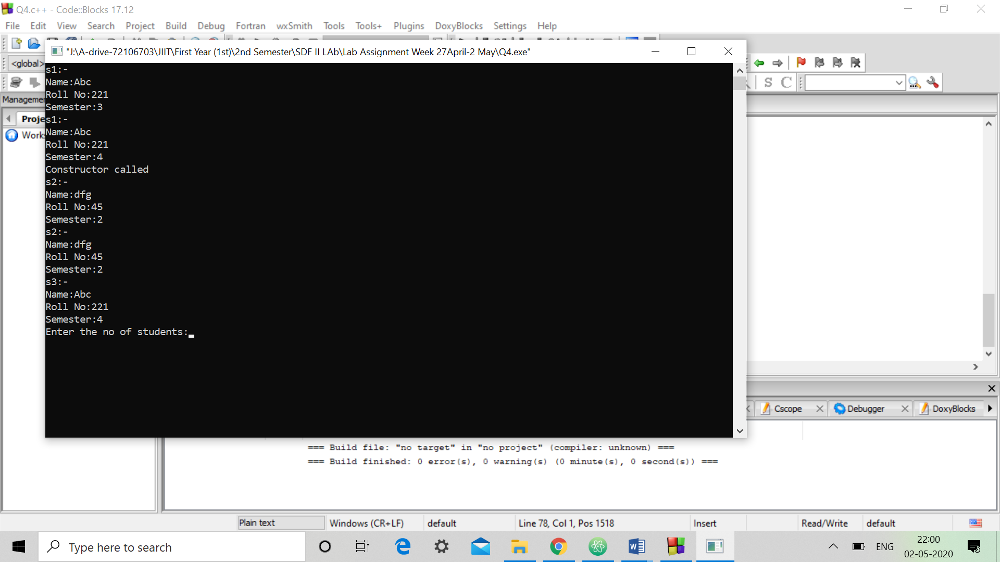 Q4.c++ - Code::Blocks 17.12
File Edit View Search Project Build Debug Fortran wxSmith Tools Tools+ Plugins DoxyBlocks Settings Help
"J:\A-drive-72106703\JIIT\First Year (1st)\2nd Semester\SDF II LAb\Lab Assignment Week 27April-2 May\Q4.exe"
<global>
s1:-
Name:Abc
Roll No:221
Semester:3
s1:-
Name:Abc
Roll No:221
Semester:4
Constructor called
s2:-
Name:dfg
Roll No:45
Semester:2
s2:-
Name:dfg
Roll No:45
Semester:2
s3:-
Name:Abc
Roll No:221
Semester:4
Enter the no of students:
S C
Cscope Debugger DoxyBlocks
=== Build file: "no target" in "no project" (compiler: unknown) ===
=== Build finished: 0 error(s), 0 warning(s) (0 minute(s), 0 second(s)) ===
Plain text Windows (CR+LF) default Line 78, Col 1, Pos 1518 Insert Read/Write default
Type here to search
ENG
22:00
02-05-2020